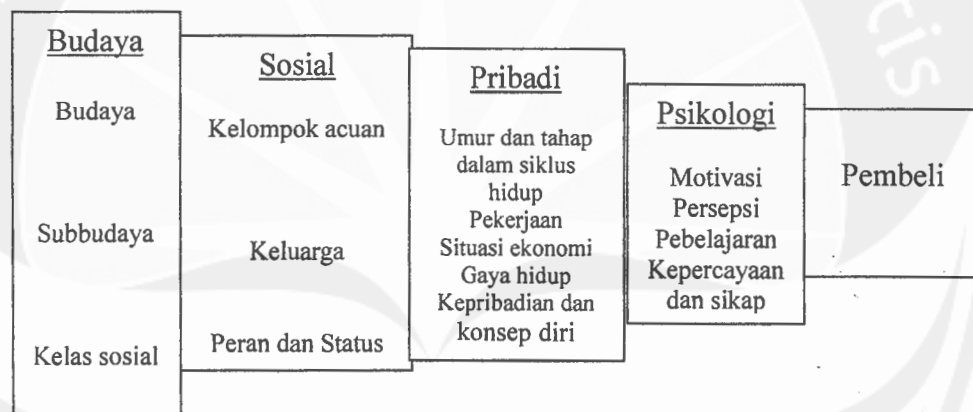 Budaya
Budaya
Subbudaya
Kelas sosial
Sosial
Kelompok acuan
Keluarga
Peran dan Status
Pribadi
Umur dan tahap
dalam siklus
hidup
Pekerjaan
Situasi ekonomi
Gaya hidup
Kepribadian dan
konsep diri
Psikologi
Motivasi
Persepsi
Pebelajaran
Kepercayaan
dan sikap
Pembeli